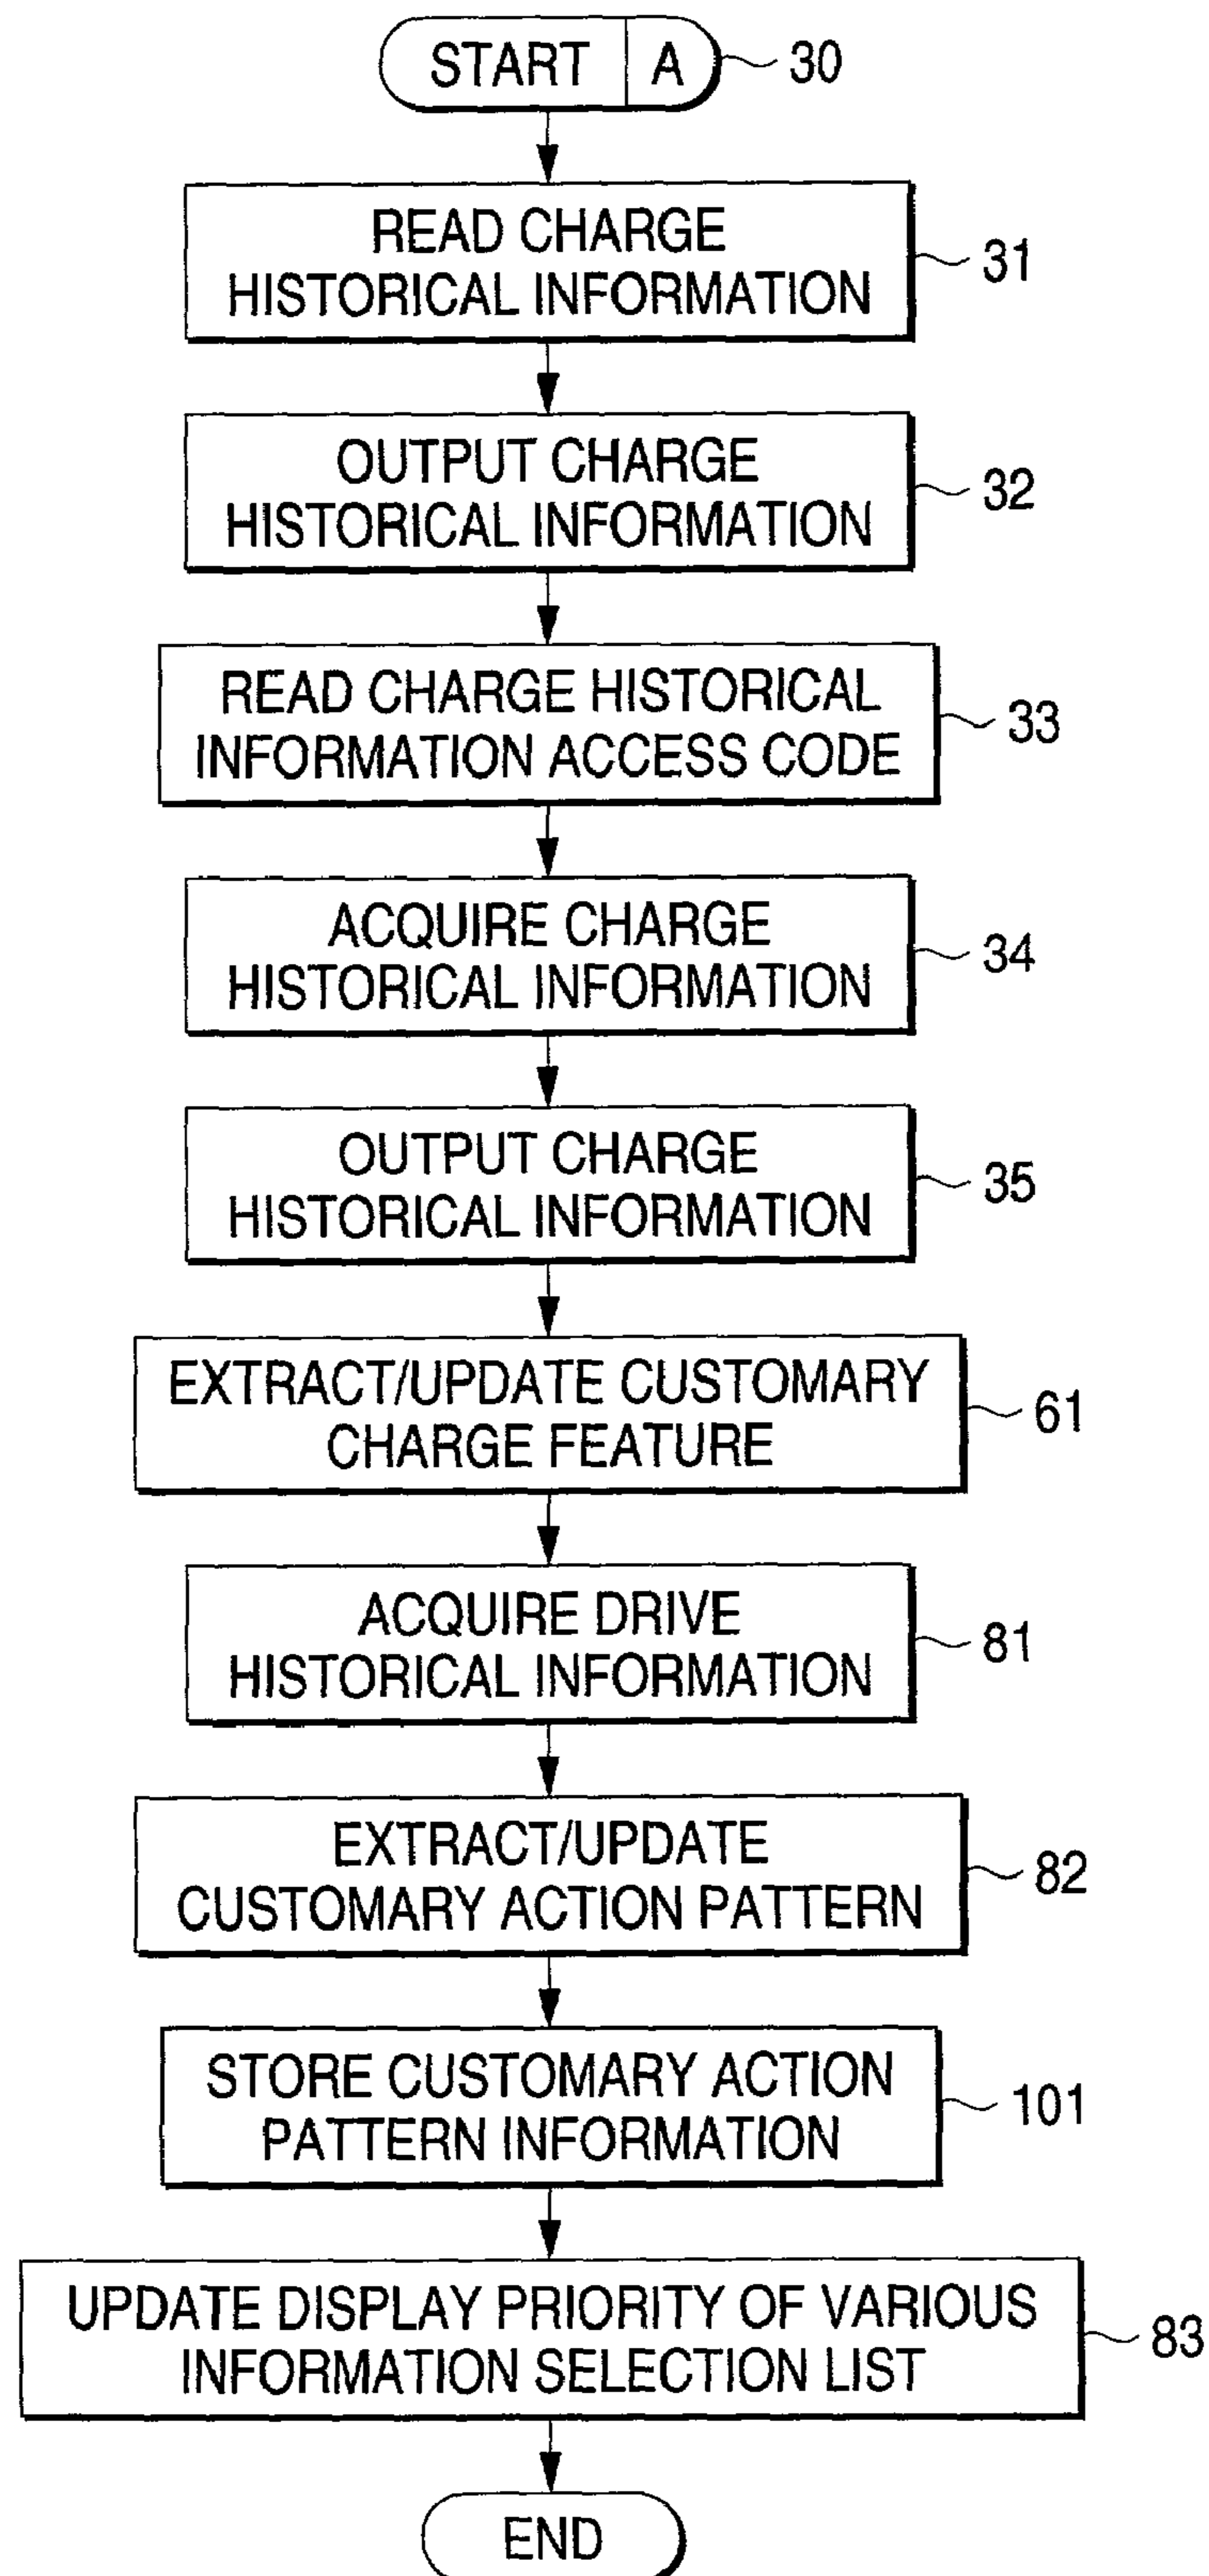 START A 30
READ CHARGE
HISTORICAL INFORMATION 31
OUTPUT CHARGE
HISTORICAL INFORMATION 32
READ CHARGE HISTORICAL
INFORMATION ACCESS CODE 33
ACQUIRE CHARGE
HISTORICAL INFORMATION 34
OUTPUT CHARGE
HISTORICAL INFORMATION 35
EXTRACT/UPDATE CUSTOMARY
CHARGE FEATURE 61
ACQUIRE DRIVE
HISTORICAL INFORMATION 81
EXTRACT/UPDATE
CUSTOMARY ACTION PATTERN 82
STORE CUSTOMARY ACTION
PATTERN INFORMATION 101
UPDATE DISPLAY PRIORITY OF VARIOUS
INFORMATION SELECTION LIST 83
END